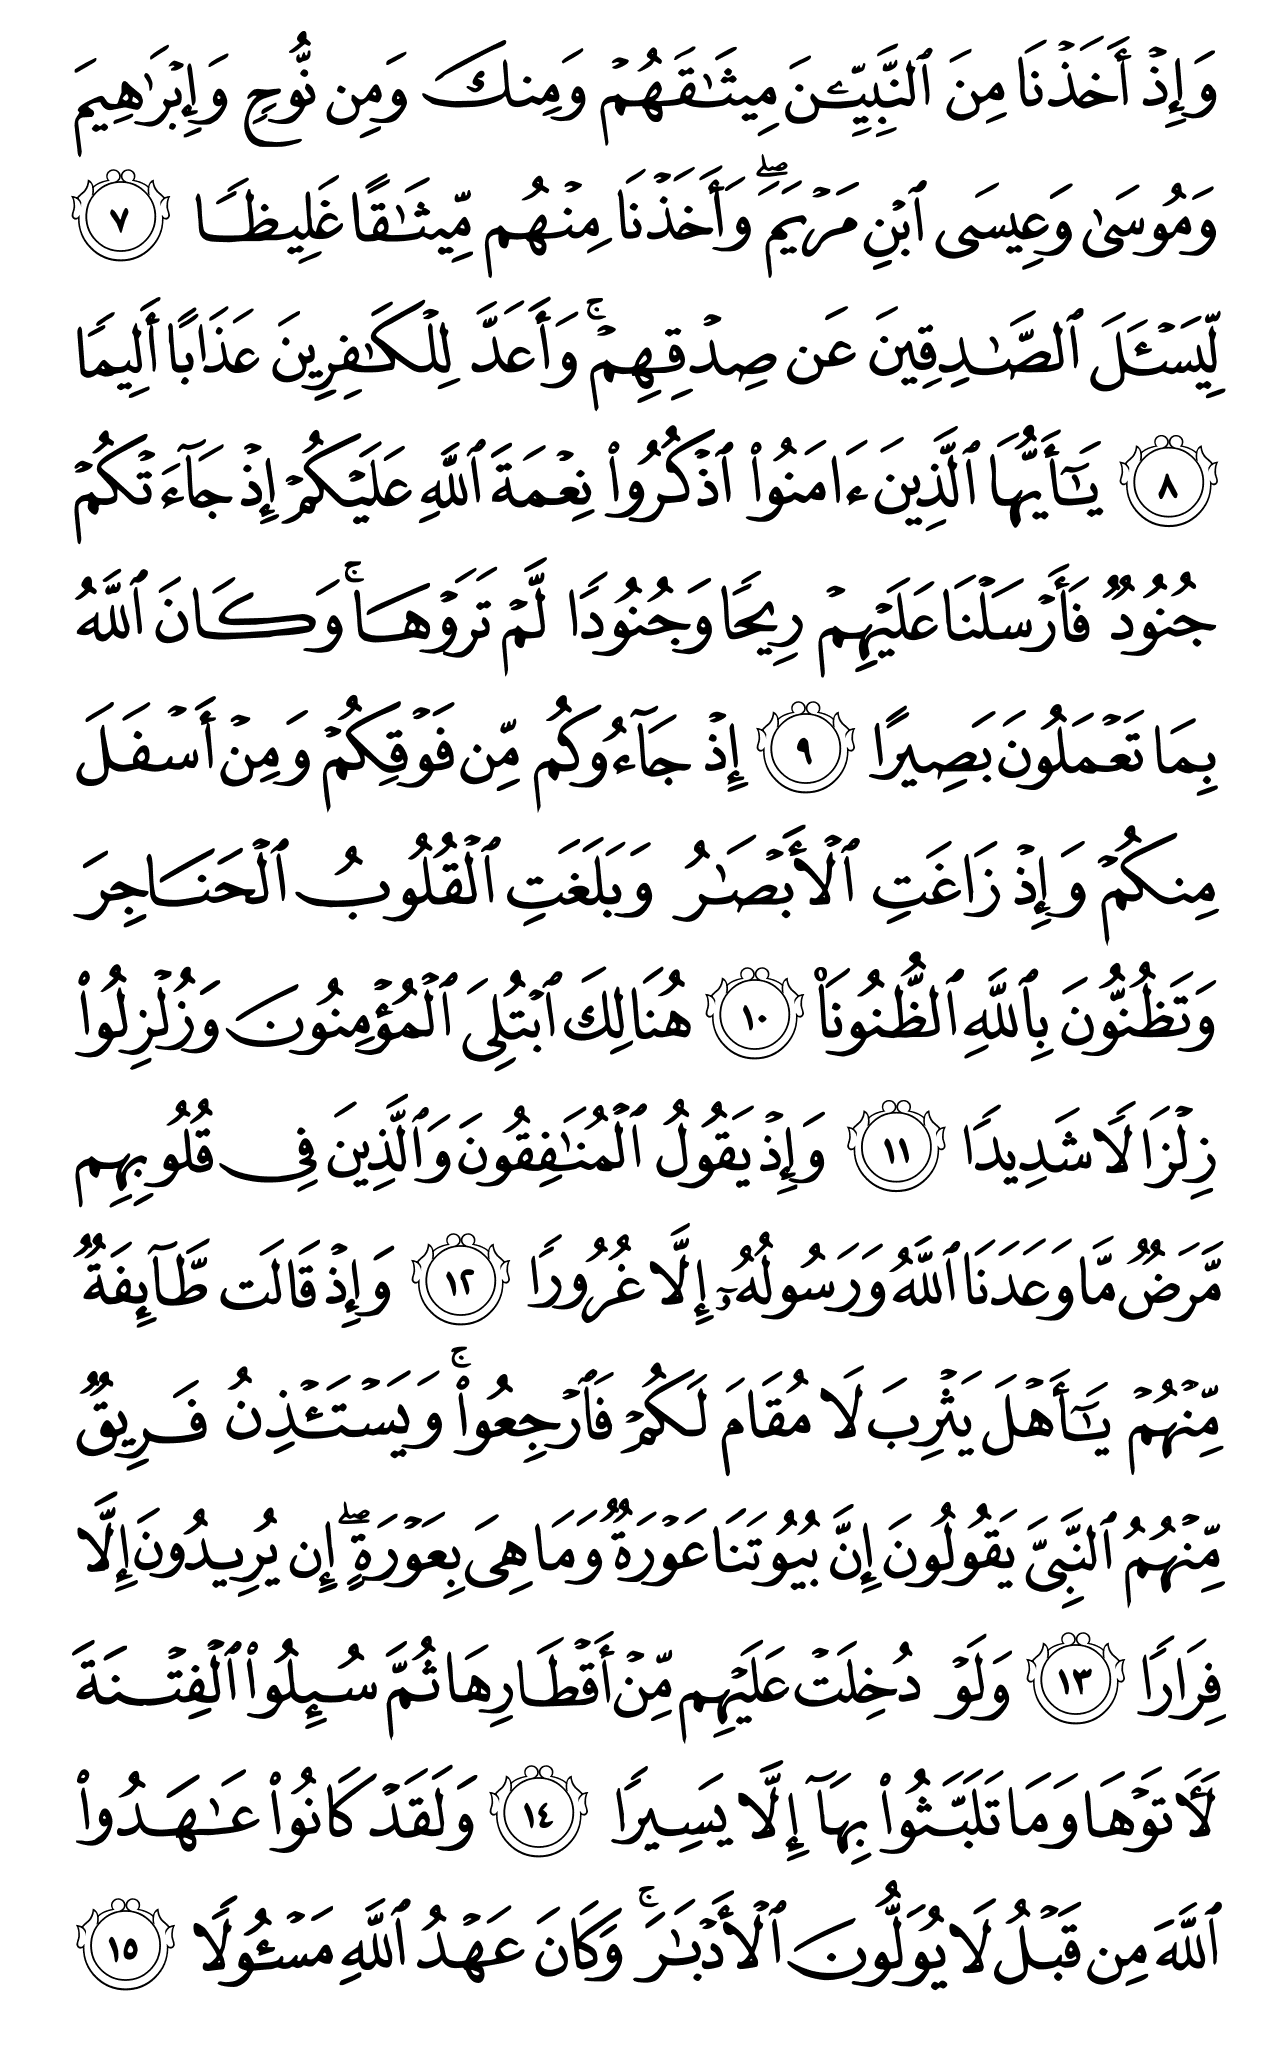 وَإِذۡ أَخَذۡنَا مِنَ ٱلنَّبِيِّـۧنَ مِيثَٰقَهُمۡ وَمِنكَ وَمِن نُّوحٖ وَإِبۡرَٰهِيمَ
وَمُوسَىٰ وَعِيسَى ٱبۡنِ مَرۡيَمَۖ وَأَخَذۡنَا مِنۡهُم مِّيثَٰقًا غَلِيظٗا ٧
لِّيَسۡـَٔلَ ٱلصَّٰدِقِينَ عَن صِدۡقِهِمۡۚ وَأَعَدَّ لِلۡكَٰفِرِينَ عَذَابًا أَلِيمٗا
٨ يَٰٓأَيُّهَا ٱلَّذِينَ ءَامَنُواْ ٱذۡكُرُواْ نِعۡمَةَ ٱللَّهِ عَلَيۡكُمۡ إِذۡ جَآءَتۡكُمۡ
جُنُودٞ فَأَرۡسَلۡنَا عَلَيۡهِمۡ رِيحٗا وَجُنُودٗا لَّمۡ تَرَوۡهَاۚ وَكَانَ ٱللَّهُ
بِمَا تَعۡمَلُونَ بَصِيرًا ٩ إِذۡ جَآءُوكُم مِّن فَوۡقِكُمۡ وَمِنۡ أَسۡفَلَ
مِنكُمۡ وَإِذۡ زَاغَتِ ٱلۡأَبۡصَٰرُ وَبَلَغَتِ ٱلۡقُلُوبُ ٱلۡحَنَاجِرَ
وَتَظُنُّونَ بِٱللَّهِ ٱلظُّنُونَا۠ ١٠ هُنَالِكَ ٱبۡتُلِيَ ٱلۡمُؤۡمِنُونَ وَزُلۡزِلُواْ
زِلۡزَالٗا شَدِيدٗا ١١ وَإِذۡ يَقُولُ ٱلۡمُنَٰفِقُونَ وَٱلَّذِينَ فِي قُلُوبِهِم
مَّرَضٞ مَّا وَعَدَنَا ٱللَّهُ وَرَسُولُهُۥٓ إِلَّا غُرُورٗا ١٢ وَإِذۡ قَالَت طَّآئِفَةٞ
مِّنۡهُمۡ يَٰٓأَهۡلَ يَثۡرِبَ لَا مُقَامَ لَكُمۡ فَٱرۡجِعُواْۚ وَيَسۡتَـٔۡذِنُ فَرِيقٞ
مِّنۡهُمُ ٱلنَّبِيَّ يَقُولُونَ إِنَّ بُيُوتَنَا عَوۡرَةٞ وَمَا هِيَ بِعَوۡرَةٍۖ إِن يُرِيدُونَ إِلَّا
فِرَارٗا ١٣ وَلَوۡ دُخِلَتۡ عَلَيۡهِم مِّنۡ أَقۡطَارِهَا ثُمَّ سُئِلُواْ ٱلۡفِتۡنَةَ
لَأٓتَوۡهَا وَمَا تَلَبَّثُواْ بِهَآ إِلَّا يَسِيرٗا ١٤ وَلَقَدۡ كَانُواْ عَٰهَدُواْ
ٱللَّهَ مِن قَبۡلُ لَا يُوَلُّونَ ٱلۡأَدۡبَٰرَۚ وَكَانَ عَهۡدُ ٱللَّهِ مَسۡـُٔولٗا ١٥